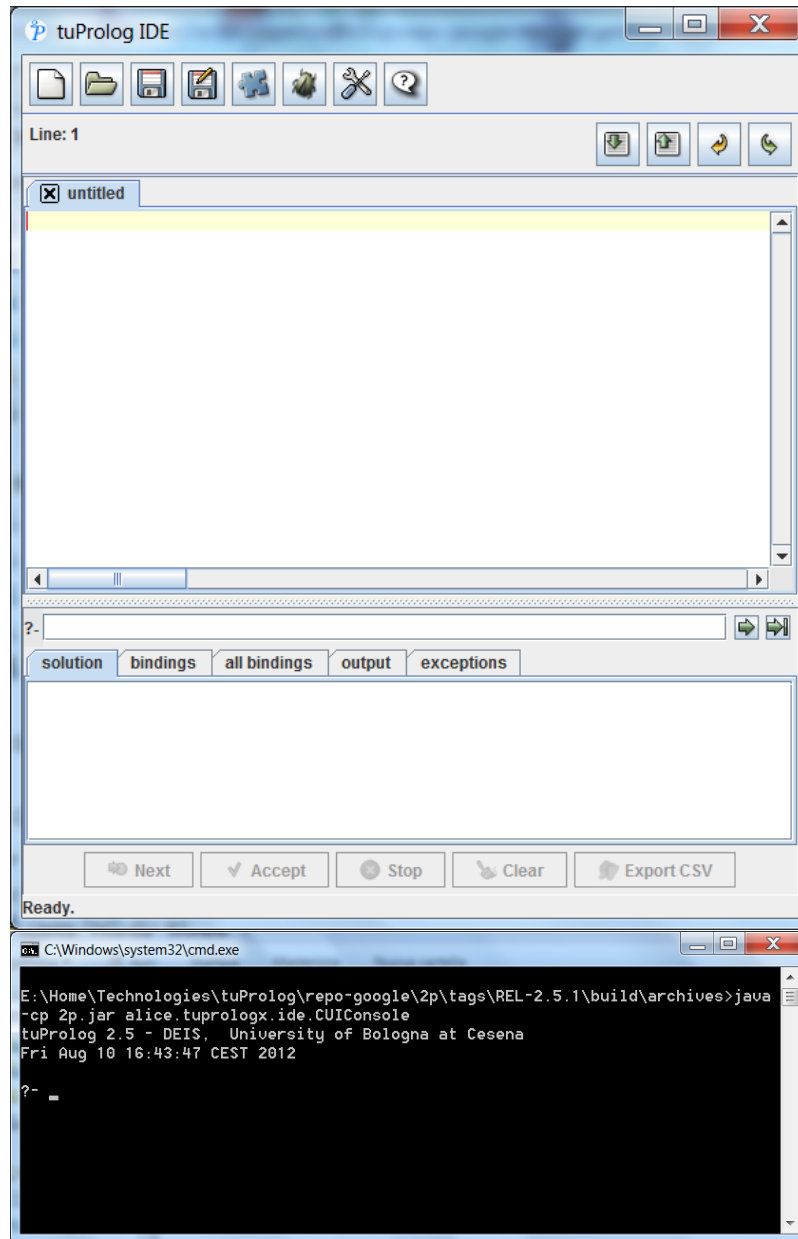 tuProlog IDE
Line: 1
untitled
?-
solution bindings all bindings output exceptions
Next Accept Stop Clear Export CSV
Ready.
C:\Windows\system32\cmd.exe
E:\Home\Technologies\tuProlog\repo-google\2p\tags\REL-2.5.1\build\archives>java
-cp 2p.jar alice.tuprologx.ide.CUIConsole
tuProlog 2.5 - DEIS,  University of Bologna at Cesena
Fri Aug 10 16:43:47 CEST 2012
?- _